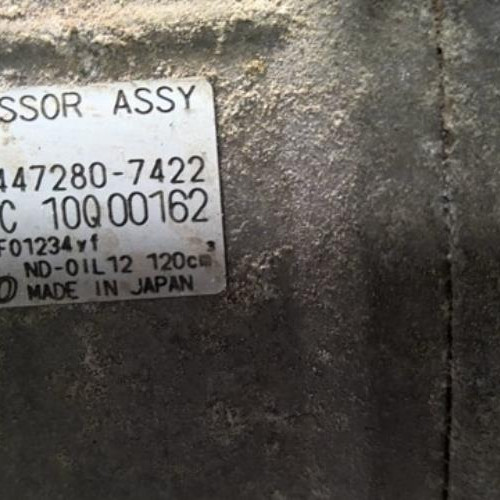 SSOR ASSY
447280-7422
C 10Q00162
F01234yf
ND-OIL12 120cm³
MADE IN JAPAN